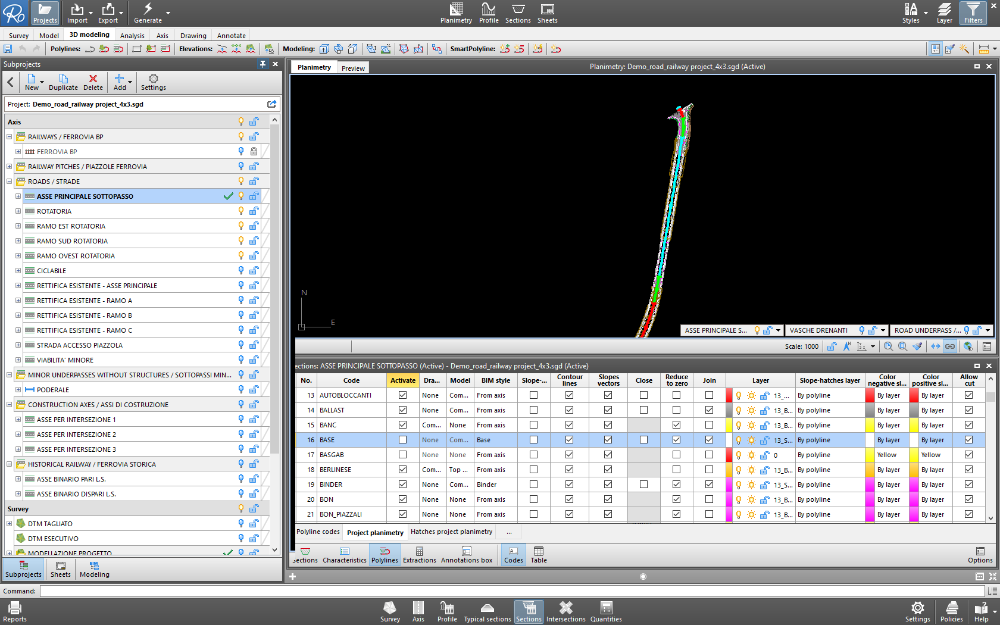 Ro
Projects
Import
Export
Generate
Planimetry
Profile
Sections
Sheets
Styles
Layer
Filters
Survey
Model
3D modeling
Analysis
Axis
Drawing
Annotate
Polylines:
Elevations:
Modeling:
SmartPolyline:
Subprojects
New
Duplicate
Delete
Add
Settings
Project: Demo_road_railway project_4x3.sgd
Axis
RAILWAYS / FERROVIA BP
FERROVIA BP
RAILWAY PITCHES / PIAZZOLE FERROVIA
ROADS / STRADE
ASSE PRINCIPALE SOTTOPASSO
ROTATORIA
RAMO EST ROTATORIA
RAMO SUD ROTATORIA
RAMO OVEST ROTATORIA
CICLABILE
RETTIFICA ESISTENTE - ASSE PRINCIPALE
RETTIFICA ESISTENTE - RAMO A
RETTIFICA ESISTENTE - RAMO B
RETTIFICA ESISTENTE - RAMO C
STRADA ACCESSO PIAZZOLA
VIABILITA' MINORE
MINOR UNDERPASSES WITHOUT STRUCTURES / SOTTOPASSI MIN...
PODERALE
CONSTRUCTION AXES / ASSI DI COSTRUZIONE
ASSE PER INTERSEZIONE 1
ASSE PER INTERSEZIONE 2
ASSE PER INTERSEZIONE 3
HISTORICAL RAILWAY / FERROVIA STORICA
ASSE BINARIO PARI L.S.
ASSE BINARIO DISPARI L.S.
Survey
DTM TAGLIATO
DTM ESECUTIVO
MODELLAZIONE PROGETTO
Subprojects
Sheets
BIM
Modeling
Planimetry
Preview
Planimetry: Demo_road_railway project_4x3.sgd (Active)
N
E
ASSE PRINCIPALE S...
VASCHE DRENANTI
ROAD UNDERPASS /...
Scale: 1000
ections: ASSE PRINCIPALE SOTTOPASSO (Active) - Demo_road_railway project_4x3.sgd (Active)
No. Code Activate Dra... Model BIM style Slope-... Contour lines Slopes vectors Close Reduce to zero Join Layer Slope-hatches layer Color negative sl... Color positive sl... Allow cut
13 AUTOBLOCCANTI None Com... From axis 13_... By polyline By layer By layer
14 BALLAST None Com... From axis 13_B... By polyline By layer By layer
15 BANC Com... None From axis 13_B... By polyline By layer By layer
16 BASE None Com... Base 13_S... By polyline By layer By layer
17 BASGAB None None From axis 0 By polyline Yellow Yellow
18 BERLINESE Com... Top ... From axis 13_B... By polyline By layer By layer
19 BINDER None Com... Binder 13_S... By polyline By layer By layer
20 BON None None From axis 13_B... By polyline By layer By layer
21 BON_PIAZZALI None None From axis 13_B... By polyline By layer By layer
Polyline codes
Project planimetry
Hatches project planimetry
...
Sections
Characteristics
Polylines
Extractions
Annotations box
Codes
Table
Options
Command:
Reports
Survey
Axis
Profile
Typical sections
Sections
Intersections
Quantities
Settings
Policies
Help